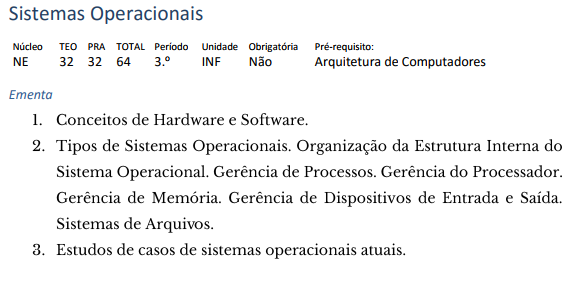 Sistemas Operacionais
Núcleo TEO PRA TOTAL Período Unidade Obrigatória Pré-requisito:
NE 32 32 64 3.º INF Não Arquitetura de Computadores
Ementa
1. Conceitos de Hardware e Software.
2. Tipos de Sistemas Operacionais. Organização da Estrutura Interna do
Sistema Operacional. Gerência de Processos. Gerência do Processador.
Gerência de Memória. Gerência de Dispositivos de Entrada e Saída.
Sistemas de Arquivos.
3. Estudos de casos de sistemas operacionais atuais.